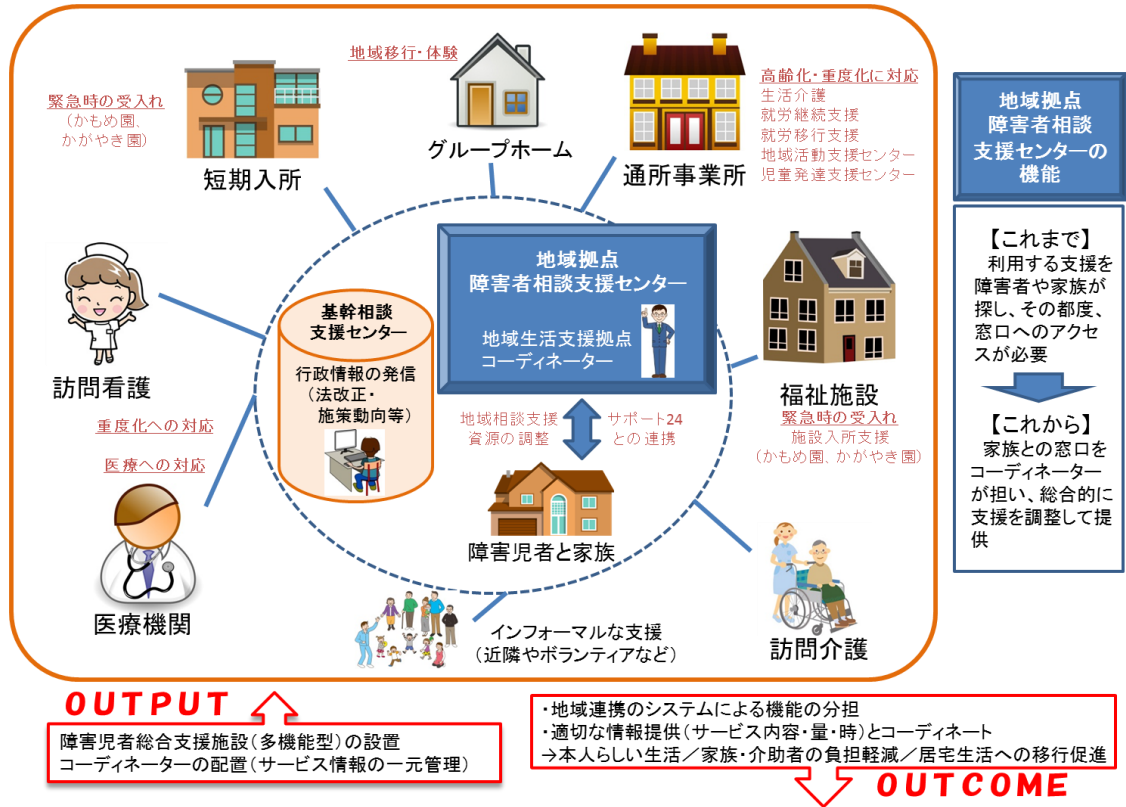 地域移行・体験
緊急時の受入れ
(かもめ園、
かがやき園)
短期入所
グループホーム
通所事業所
高齢化・重度化に対応
生活介護
就労継続支援
就労移行支援
地域活動支援センター
児童発達支援センター
訪問看護
基幹相談
支援センター
行政情報の発信
(法改正・
施策動向等)
地域拠点
障害者相談支援センター
地域生活支援拠点
コーディネーター
福祉施設
緊急時の受入れ
施設入所支援
(かもめ園、かがやき園)
重度化への対応
医療への対応
地域相談支援
資源の調整
サポート24
との連携
障害児者と家族
医療機関
インフォーマルな支援
(近隣やボランティアなど)
訪問介護
地域拠点
障害者相談
支援センターの
機能
【これまで】
利用する支援を
障害者や家族が
探し、その都度、
窓口へのアクセ
スが必要
【これから】
家族との窓口を
コーディネーター
が担い、総合的に
支援を調整して提
供
OUTPUT
障害児者総合支援施設(多機能型)の設置
コーディネーターの配置(サービス情報の一元管理)
・地域連携のシステムによる機能の分担
・適切な情報提供(サービス内容・量・時)とコーディネート
→本人らしい生活／家族・介助者の負担軽減／居宅生活への移行促進
OUTCOME